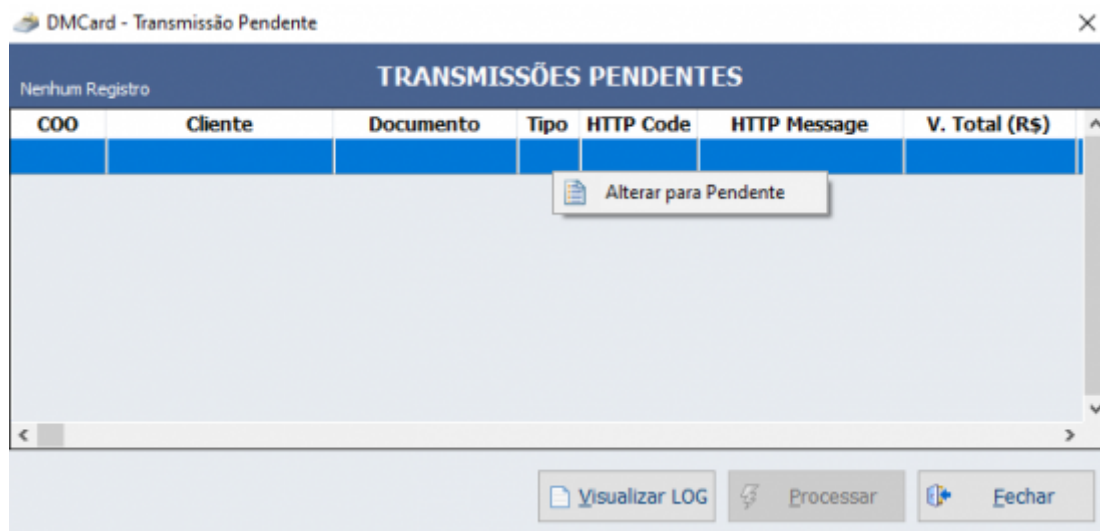 DMCard - Transmissão Pendente
TRANSMISSÕES PENDENTES
Nenhum Registro
COO Cliente Documento Tipo HTTP Code HTTP Message V. Total (R$)
Alterar para Pendente
Visualizar LOG Processar Fechar